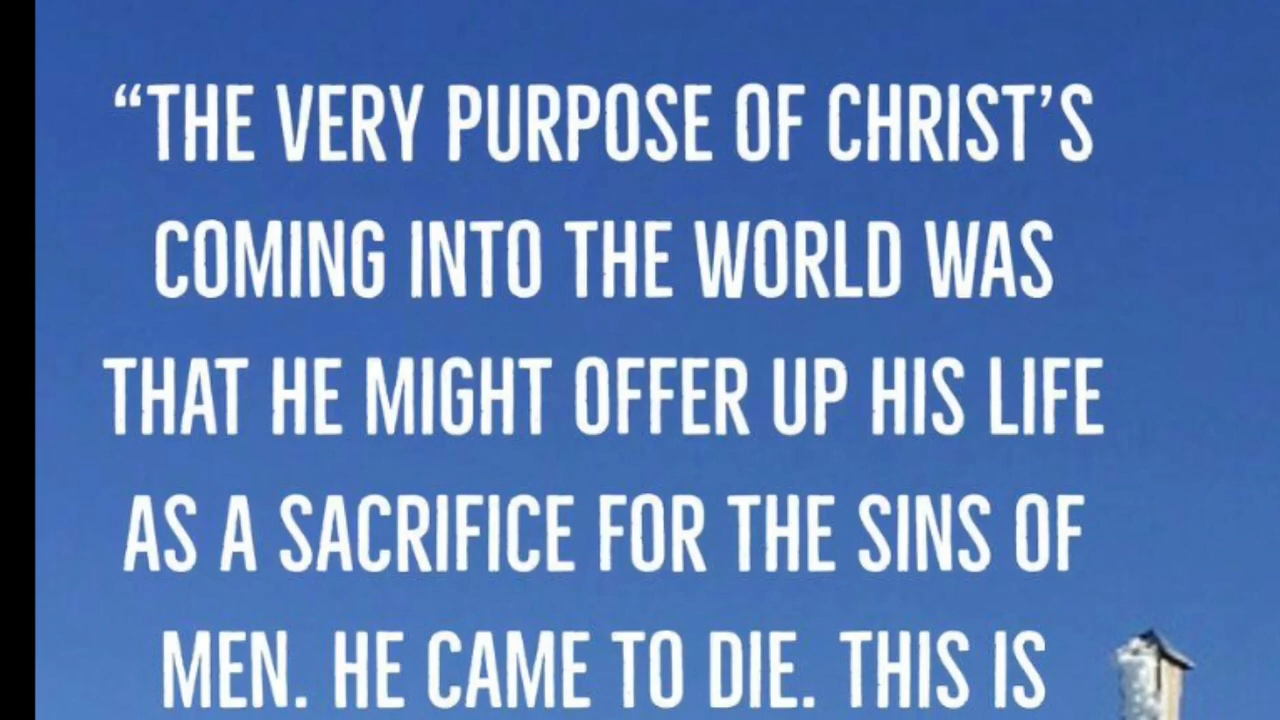 “THE VERY PURPOSE OF CHRIST’S
COMING INTO THE WORLD WAS
THAT HE MIGHT OFFER UP HIS LIFE
AS A SACRIFICE FOR THE SINS OF
MEN. HE CAME TO DIE. THIS IS